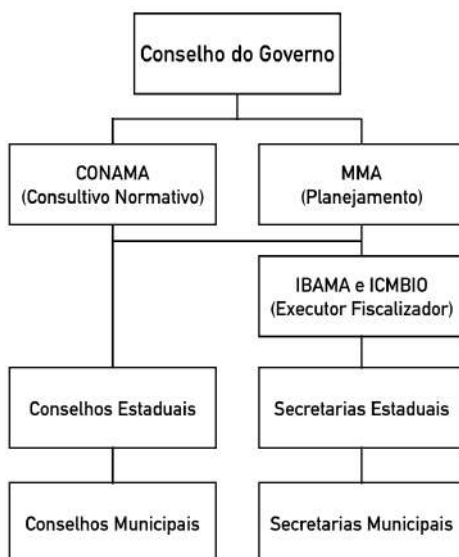 Conselho do Governo
CONAMA
(Consultivo Normativo)
MMA
(Planejamento)
IBAMA e ICMBIO
(Executor Fiscalizador)
Conselhos Estaduais
Secretarias Estaduais
Conselhos Municipais
Secretarias Municipais